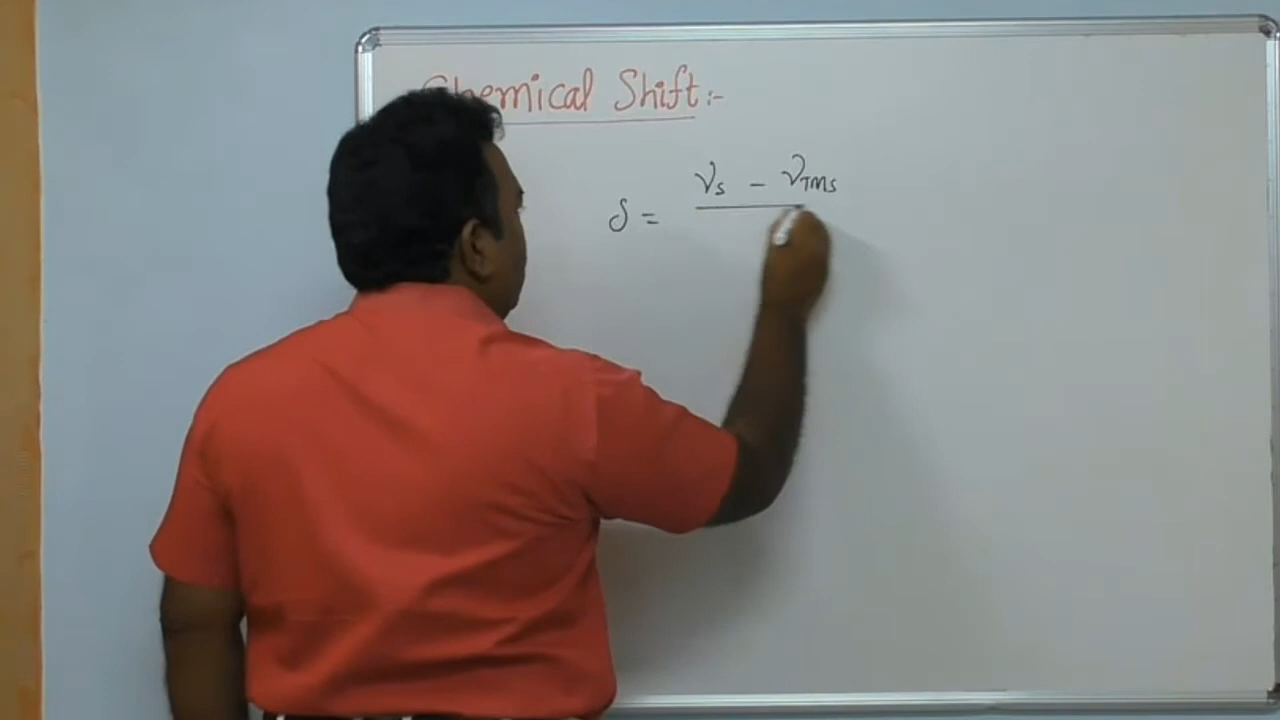 Chemical Shift:-
δ = νs - νTMS